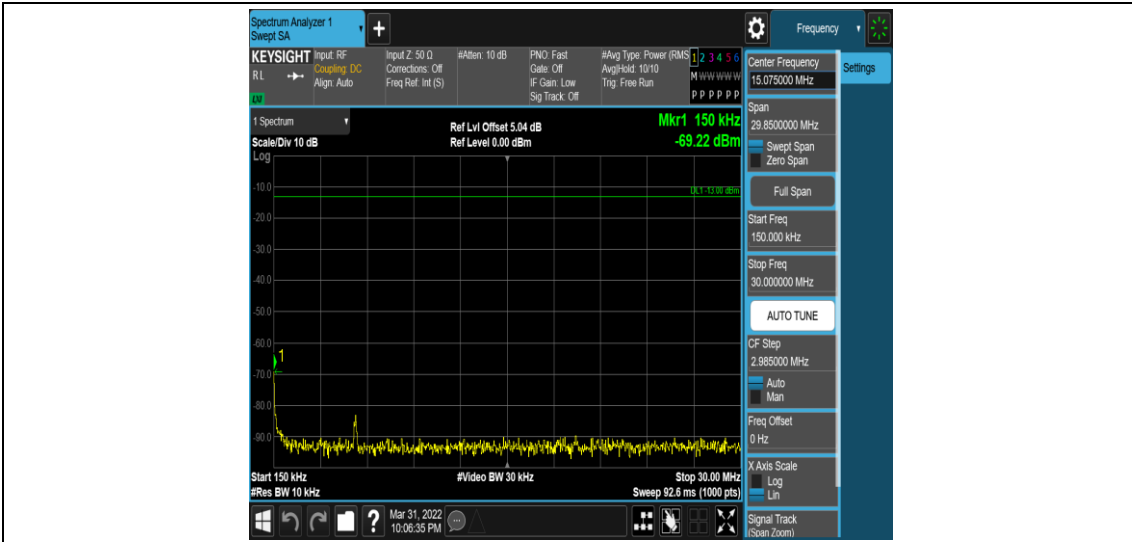 Spectrum Analyzer 1
Swept SA
+
Frequency
KEYSIGHT
RL
LXI
Input: RF
Coupling: DC
Align: Auto
Input Z: 50 Ω
Corrections: Off
Freq Ref: Int (S)
#Atten: 10 dB
PNO: Fast
Gate: Off
IF Gain: Low
Sig Track: Off
#Avg Type: Power (RMS
Avg|Hold: 10/10
Trig: Free Run
1 2 3 4 5 6
M W W W W W
P P P P P P
1 Spectrum
Scale/Div 10 dB
Ref Lvl Offset 5.04 dB
Ref Level 0.00 dBm
Mkr1 150 kHz
-69.22 dBm
Log
DL1 -13.00 dBm
-10.0
-20.0
-30.0
-40.0
-50.0
-60.0
1
-70.0
-80.0
-90.0
Start 150 kHz
#Video BW 30 kHz
Stop 30.00 MHz
#Res BW 10 kHz
Sweep 92.6 ms (1000 pts)
Center Frequency
15.075000 MHz
Settings
Span
29.8500000 MHz
Swept Span
Zero Span
Full Span
Start Freq
150.000 kHz
Stop Freq
30.000000 MHz
AUTO TUNE
CF Step
2.985000 MHz
Auto
Man
Freq Offset
0 Hz
X Axis Scale
Log
Lin
Signal Track
(Span Zoom)
?
Mar 31, 2022
10:06:35 PM